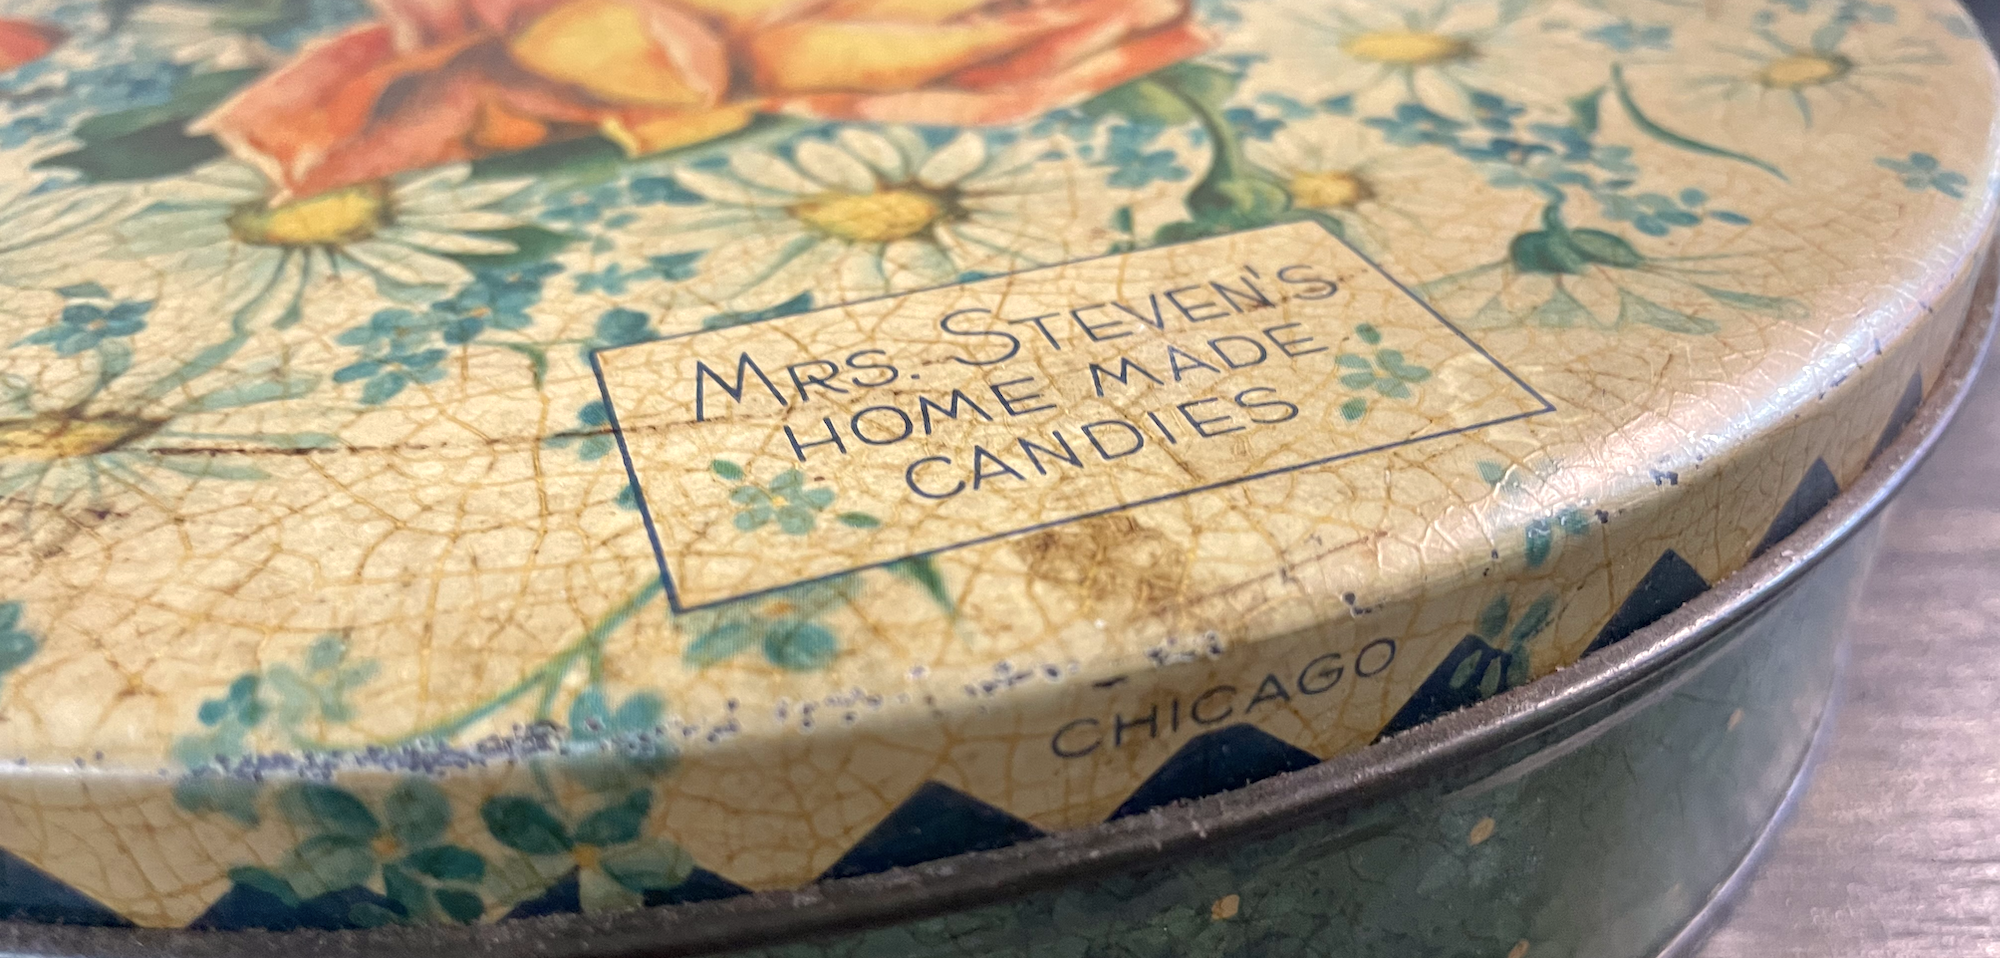 MRS. STEVEN'S
HOME MADE
CANDIES
CHICAGO